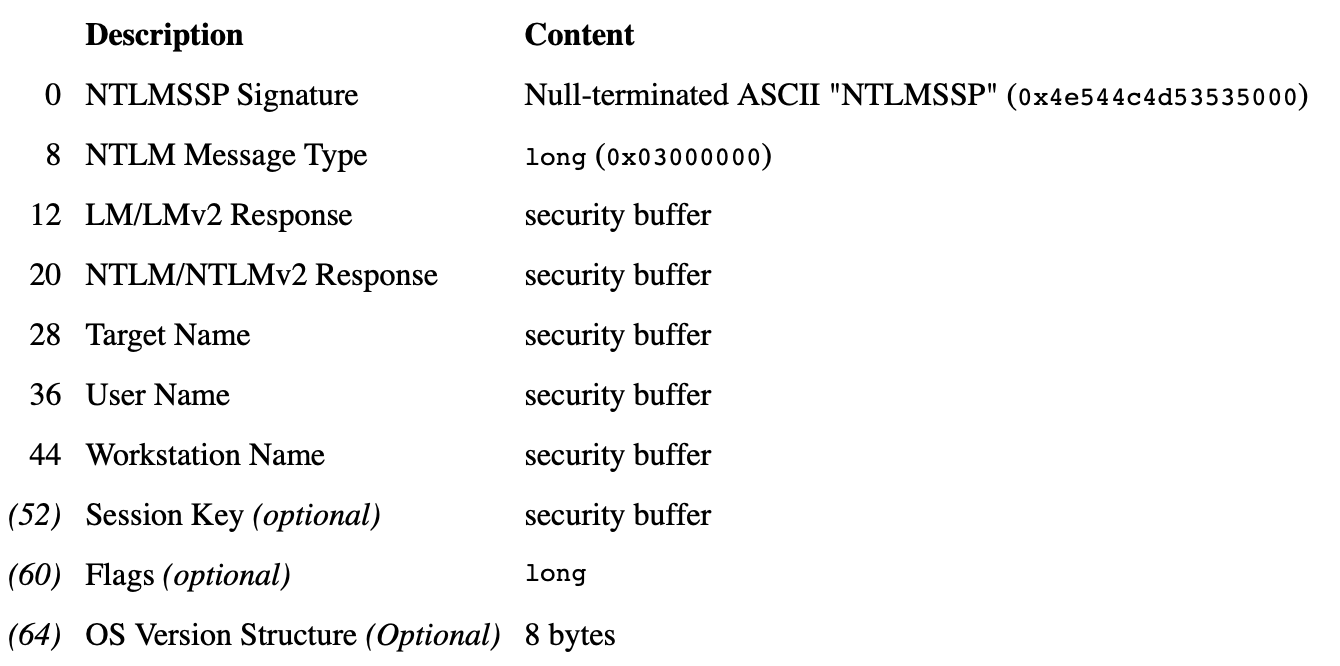 Description Content
0 NTLMSSP Signature Null-terminated ASCII "NTLMSSP" (0x4e544c4d53535000)
8 NTLM Message Type long (0x03000000)
12 LM/LMv2 Response security buffer
20 NTLM/NTLMv2 Response security buffer
28 Target Name security buffer
36 User Name security buffer
44 Workstation Name security buffer
(52) Session Key (optional) security buffer
(60) Flags (optional) long
(64) OS Version Structure (Optional) 8 bytes